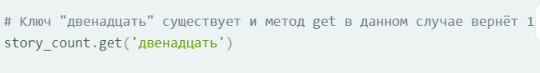 # Ключ "двенадцать" существует и метод get в данном случае вернёт 1
story_count.get('двенадцать')